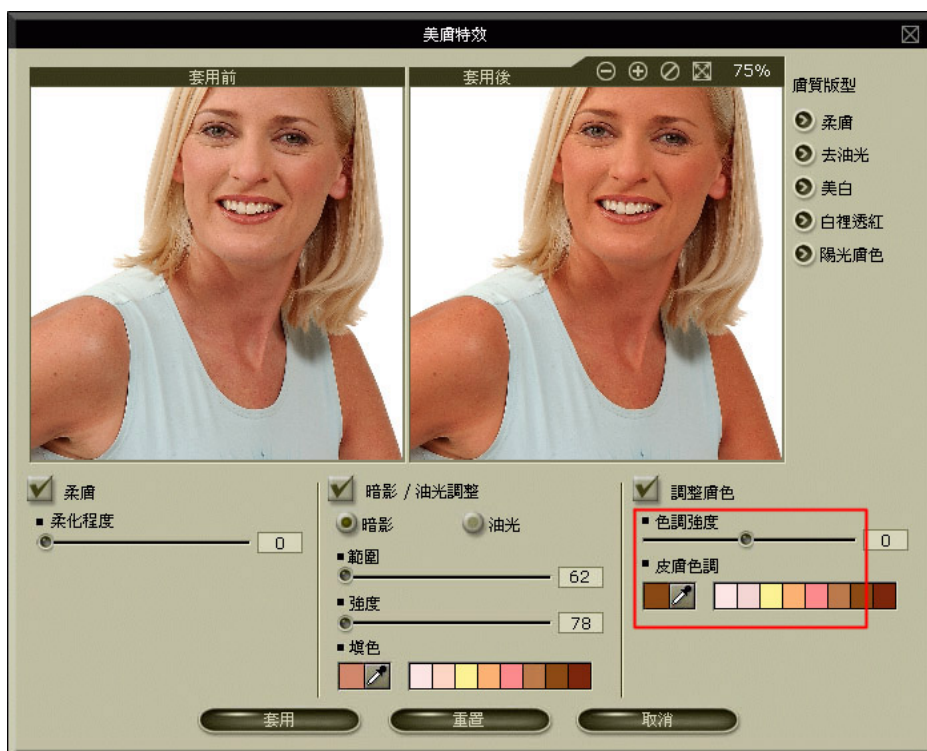 美膚特效
套用前
套用後
75%
膚質版型
柔膚
去油光
美白
白裡透紅
陽光膚色
柔膚
柔化程度
0
暗影 / 油光調整
暗影
油光
範圍
62
強度
78
填色
調整膚色
色調強度
0
皮膚色調
套用
重置
取消